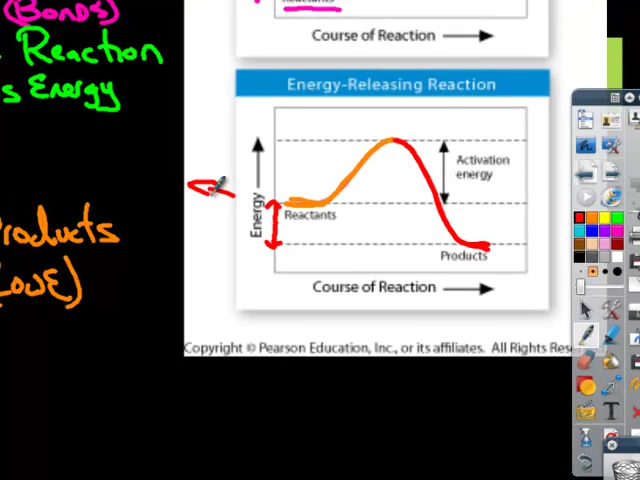 (Bonds)
Reaction
s Energy
Products
(Love)
Reactants
Course of Reaction
Energy-Releasing Reaction
Energy
Activation
energy
Reactants
Products
Course of Reaction
Copyright © Pearson Education, Inc., or its affiliates. All Rights Res
T